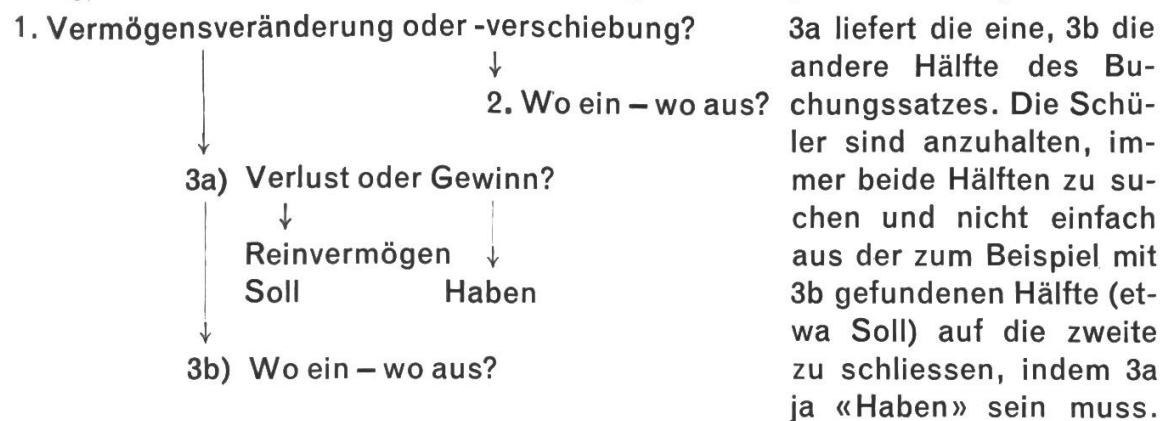 1. Vermögensveränderung oder -verschiebung?
2. Wo ein – wo aus?
3a) Verlust oder Gewinn?
Reinvermögen
Soll Haben
3b) Wo ein – wo aus?
3a liefert die eine, 3b die
andere Hälfte des Bu-
chungssatzes. Die Schü-
ler sind anzuhalten, im-
mer beide Hälften zu su-
chen und nicht einfach
aus der zum Beispiel mit
3b gefundenen Hälfte (et-
wa Soll) auf die zweite
zu schliessen, indem 3a
ja «Haben» sein muss.